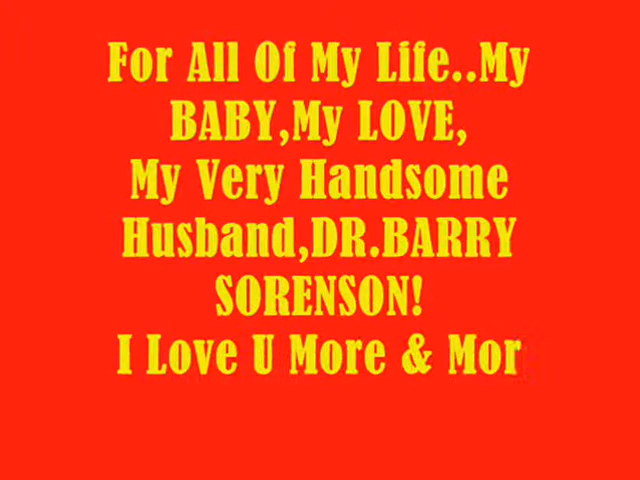 For All Of My Life..My
BABY,My LOVE,
My Very Handsome
Husband,DR.BARRY
SORENSON!
I Love U More & Mor